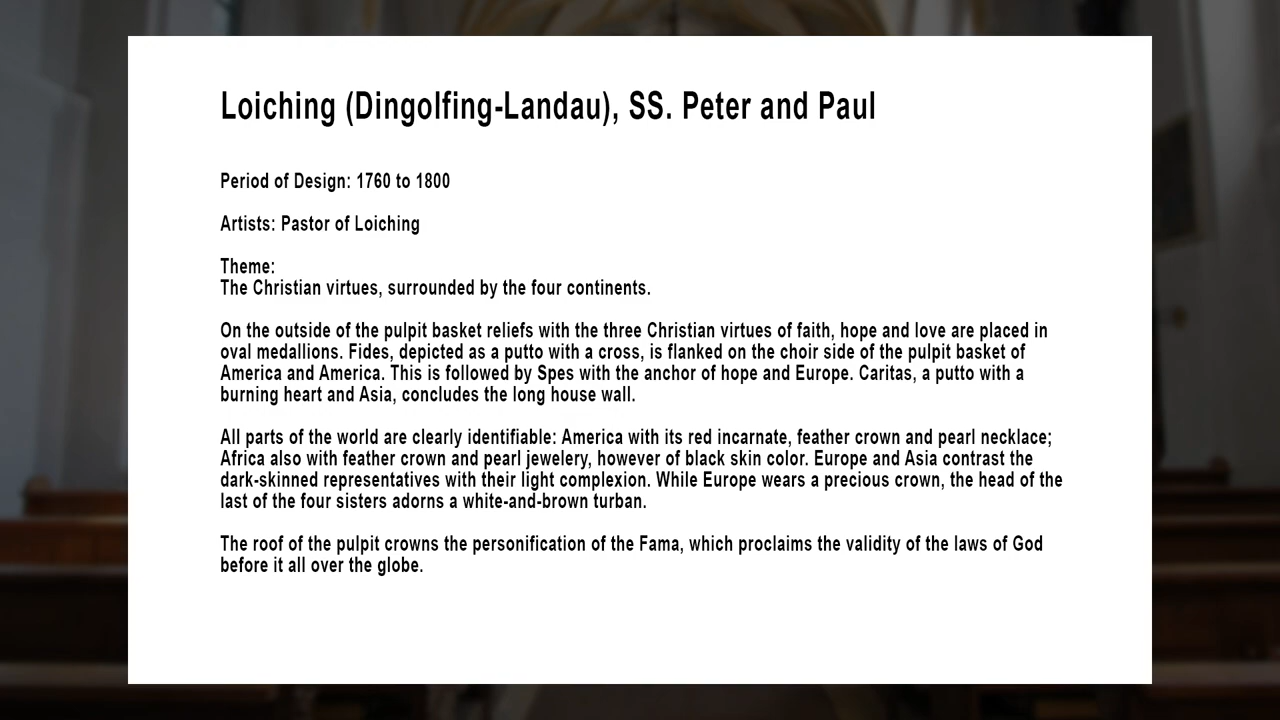 Loiching (Dingolfing-Landau), SS. Peter and Paul
Period of Design: 1760 to 1800
Artists: Pastor of Loiching
Theme:
The Christian virtues, surrounded by the four continents.
On the outside of the pulpit basket reliefs with the three Christian virtues of faith, hope and love are placed in
oval medallions. Fides, depicted as a putto with a cross, is flanked on the choir side of the pulpit basket of
America and America. This is followed by Spes with the anchor of hope and Europe. Caritas, a putto with a
burning heart and Asia, concludes the long house wall.
All parts of the world are clearly identifiable: America with its red incarnate, feather crown and pearl necklace;
Africa also with feather crown and pearl jewelery, however of black skin color. Europe and Asia contrast the
dark-skinned representatives with their light complexion. While Europe wears a precious crown, the head of the
last of the four sisters adorns a white-and-brown turban.
The roof of the pulpit crowns the personification of the Fama, which proclaims the validity of the laws of God
before it all over the globe.